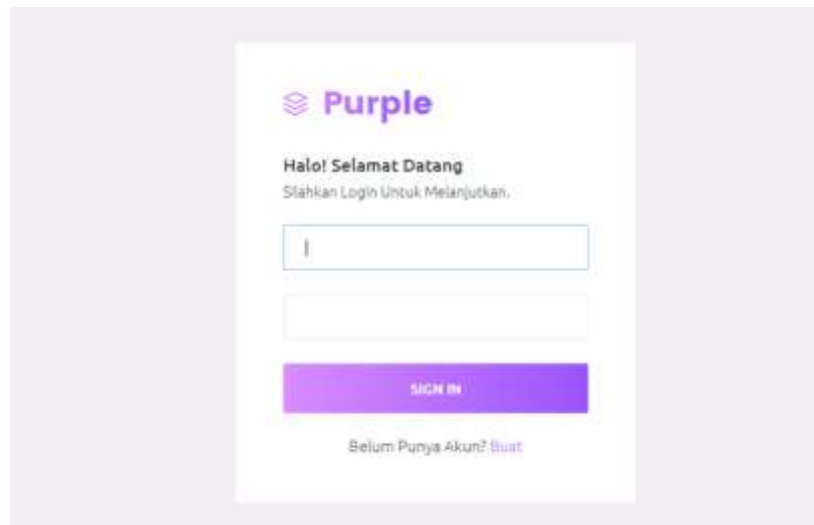 Purple
Halo! Selamat Datang
Silahkan Login Untuk Melanjutkan.
SIGN IN
Belum Punya Akun? Buat